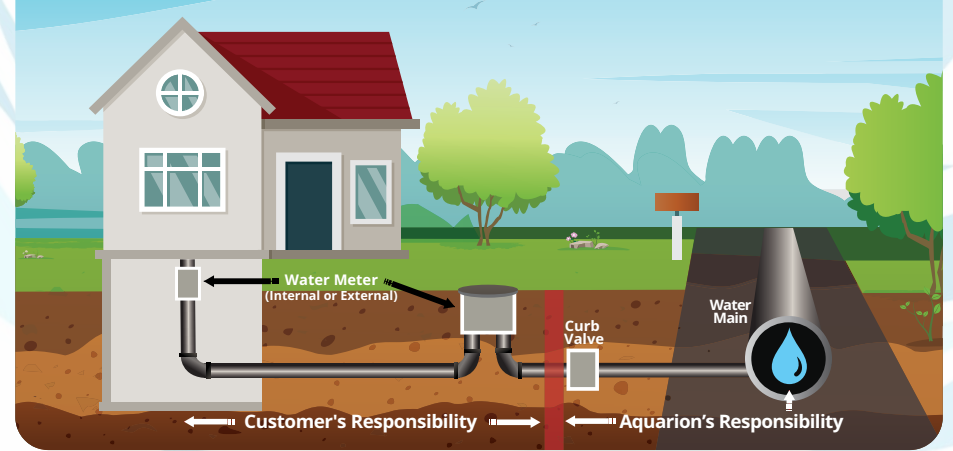 Water Meter
(Internal or External)
Water
Main
Curb
Valve
Customer's Responsibility
Aquarion’s Responsibility